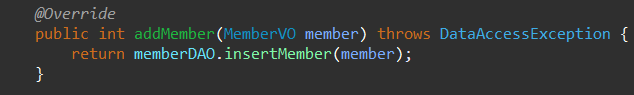 @Override
public int addMember(MemberVO member) throws DataAccessException {
return memberDAO.insertMember(member);
}